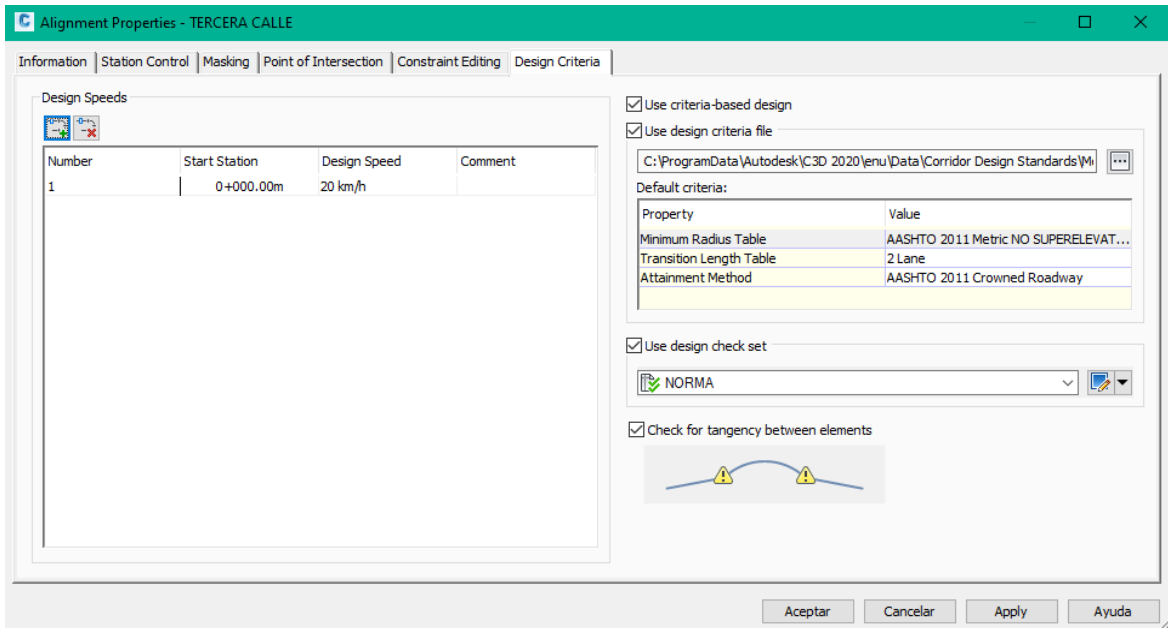 C Alignment Properties - TERCERA CALLE
Information Station Control Masking Point of Intersection Constraint Editing Design Criteria
Design Speeds
Number Start Station Design Speed Comment
1 0+000.00m 20 km/h
Use criteria-based design
Use design criteria file
C:\ProgramData\Autodesk\C3D 2020\enu\Data\Corridor Design Standards\M
Default criteria:
Property Value
Minimum Radius Table AASHTO 2011 Metric NO SUPERELEVAT...
Transition Length Table 2 Lane
Attainment Method AASHTO 2011 Crowned Roadway
Use design check set
NORMA
Check for tangency between elements
Aceptar Cancelar Apply Ayuda